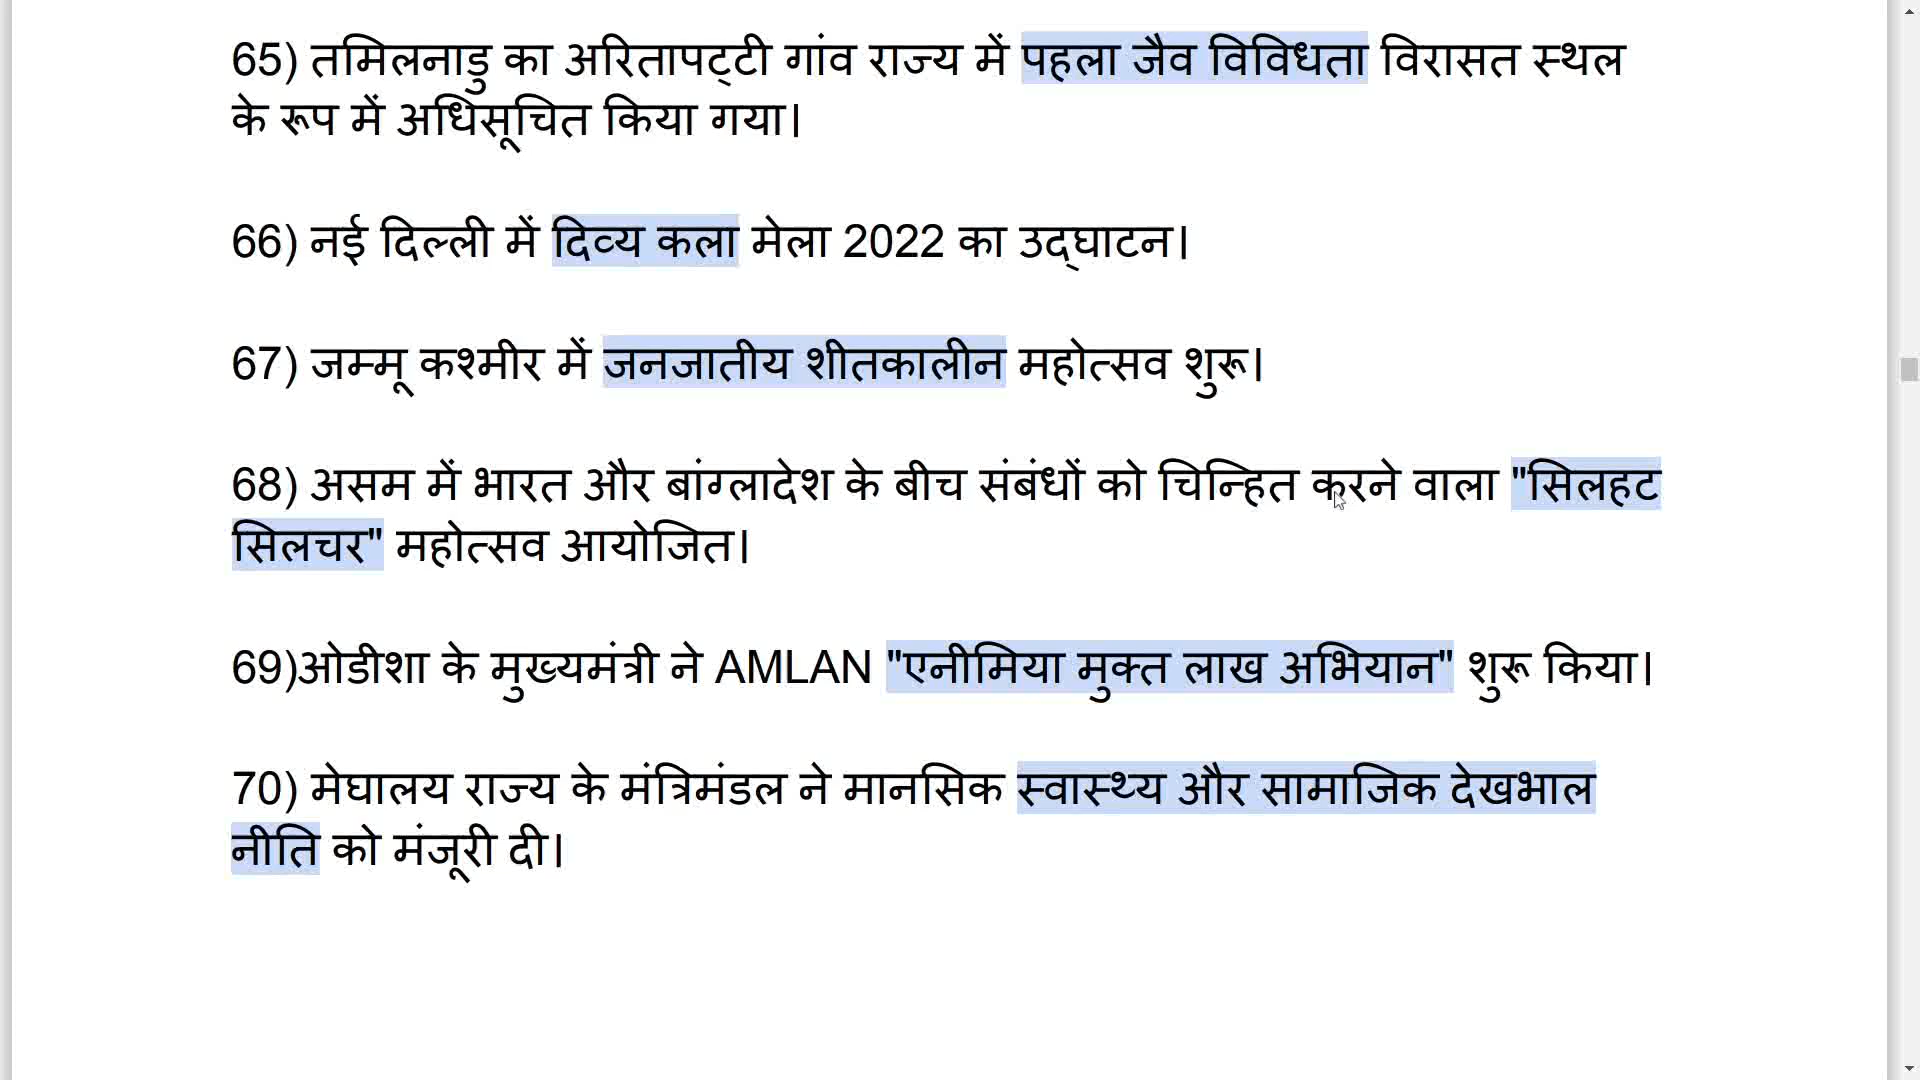 65) तमिलनाडु का अरितापट्टी गांव राज्य में पहला जैव विविधता विरासत स्थल
के रूप में अधिसूचित किया गया।
66) नई दिल्ली में दिव्य कला मेला 2022 का उद्घाटन।
67) जम्मू कश्मीर में जनजातीय शीतकालीन महोत्सव शुरू।
68) असम में भारत और बांग्लादेश के बीच संबंधों को चिन्हित करने वाला "सिलहट
सिलचर" महोत्सव आयोजित।
69)ओडीशा के मुख्यमंत्री ने AMLAN "एनीमिया मुक्त लाख अभियान" शुरू किया।
70) मेघालय राज्य के मंत्रिमंडल ने मानसिक स्वास्थ्य और सामाजिक देखभाल
नीति को मंजूरी दी।